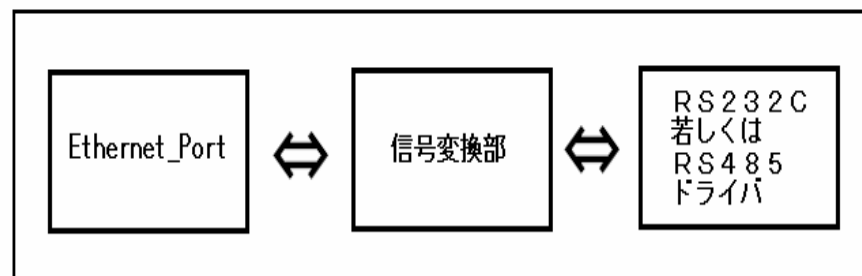 Ethernet_Port
信号変換部
RS232C
若しくは
RS485
ドライバ